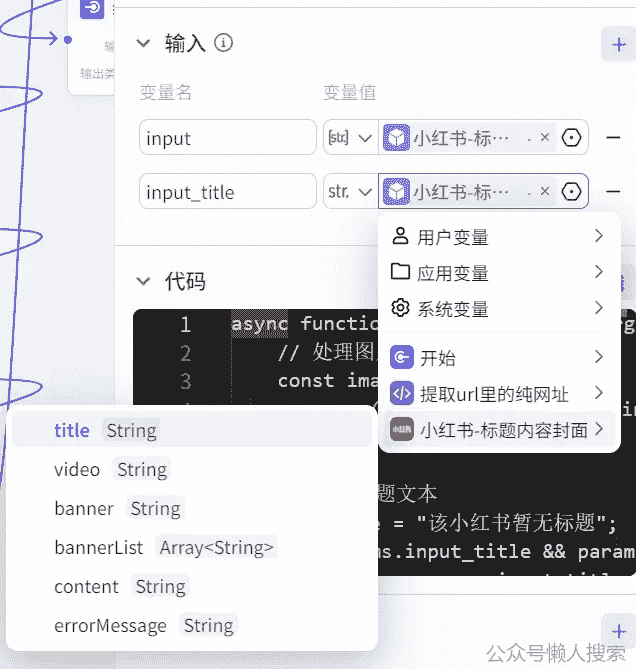 输入
输出类
变量名
变量值
input
[str.]
小红书-标…
input_title
str.
小红书-标…
用户变量
应用变量
系统变量
开始
提取url里的纯网址
小红书-标题内容封面
代码
1
async functio
2
// 处理图
3
const ima
题文本
e = "该小红书暂无标题";
ms.input_title && param
title String
video String
banner String
bannerList Array<String>
content String
errorMessage String
公众号懒人搜索